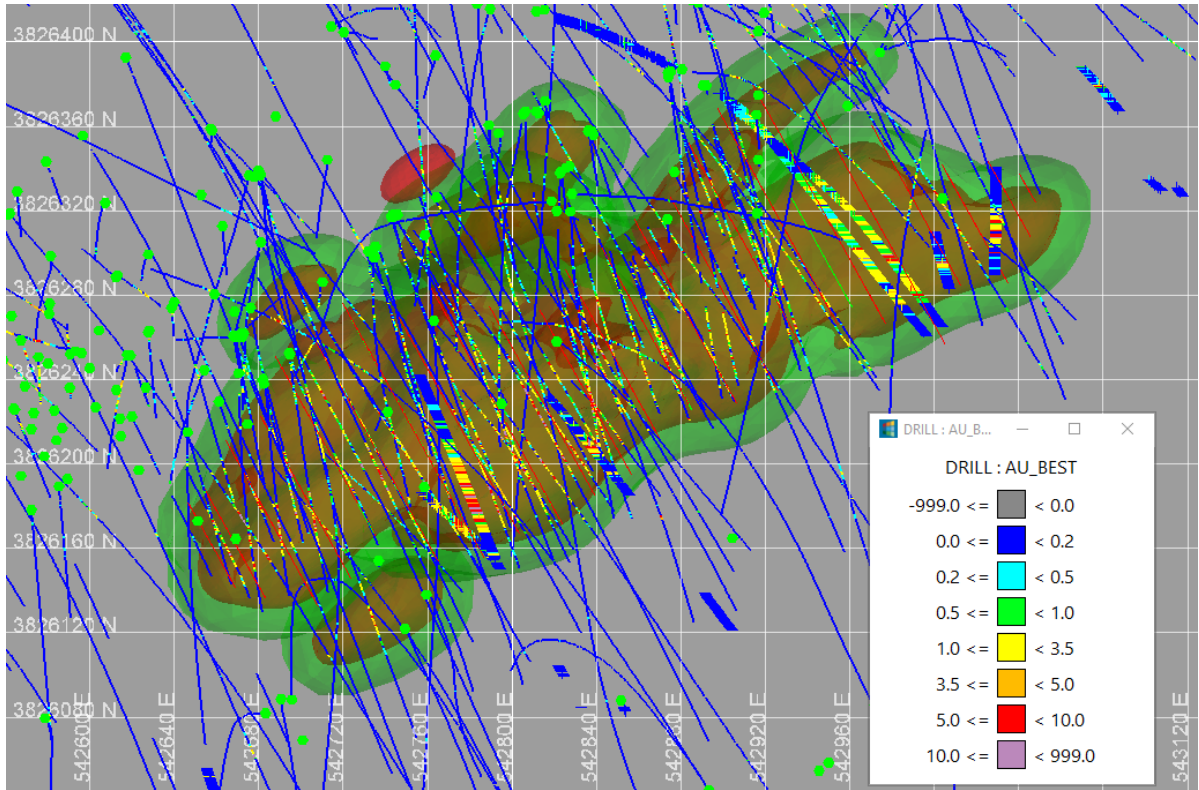 3826400 N
3826360 N
3826320 N
3826280 N
3826240 N
3826200 N
3826160 N
3826120 N
3826080 N
542600 E
542640 E
542680 E
542720 E
542760 E
542800 E
542840 E
542880 E
542920 E
542960 E
543120 E
DRILL : AU_B...
DRILL : AU_BEST
-999.0 <= < 0.0
0.0 <= < 0.2
0.2 <= < 0.5
0.5 <= < 1.0
1.0 <= < 3.5
3.5 <= < 5.0
5.0 <= < 10.0
10.0 <= < 999.0